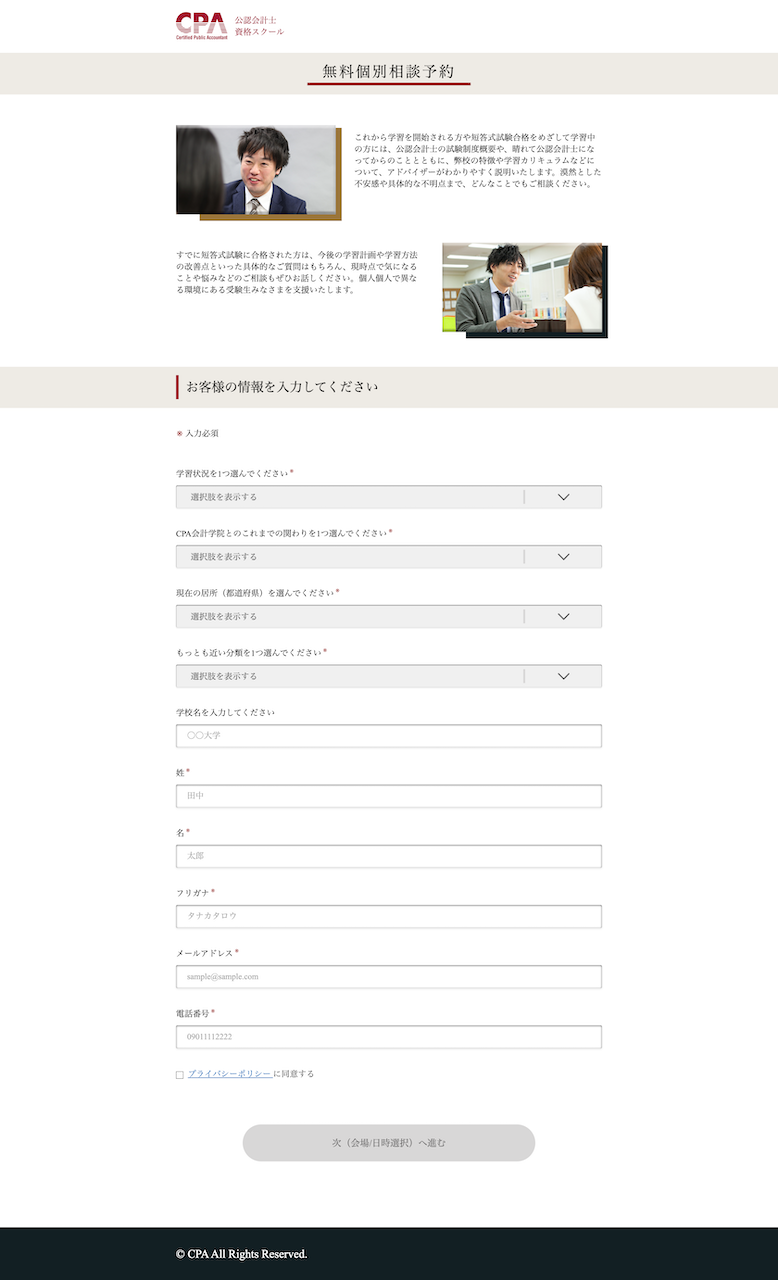 CPA
Certified Public Accountant
公認会計士
資格スクール
無料個別相談予約
これから学習を開始される方や短答式試験合格をめざして学習中
の方には、公認会計士の試験制度概要や、晴れて公認会計士にな
ってからのこととともに、弊校の特徴や学習カリキュラムなどに
ついて、アドバイザーがわかりやすく説明いたします。漠然とした
不安感や具体的な不明点まで、どんなことでもご相談ください。
すでに短答式試験に合格された方は、今後の学習計画や学習方法
の改善点といった具体的なご質問はもちろん、現時点で気になる
ことや悩みなどのご相談もぜひお話しください。個人個人で異な
る環境にある受験生みなさまを支援いたします。
お客様の情報を入力してください
※ 入力必須
学習状況を1つ選んでください*
選択肢を表示する
CPA会計学院とのこれまでの関わりを1つ選んでください*
選択肢を表示する
現在の居所（都道府県）を選んでください*
選択肢を表示する
もっとも近い分類を1つ選んでください*
選択肢を表示する
学校名を入力してください
〇〇大学
姓*
田中
名*
太郎
フリガナ*
タナカタロウ
メールアドレス*
sample@sample.com
電話番号*
09011112222
プライバシーポリシー に同意する
次（会場/日時選択）へ進む
© CPA All Rights Reserved.